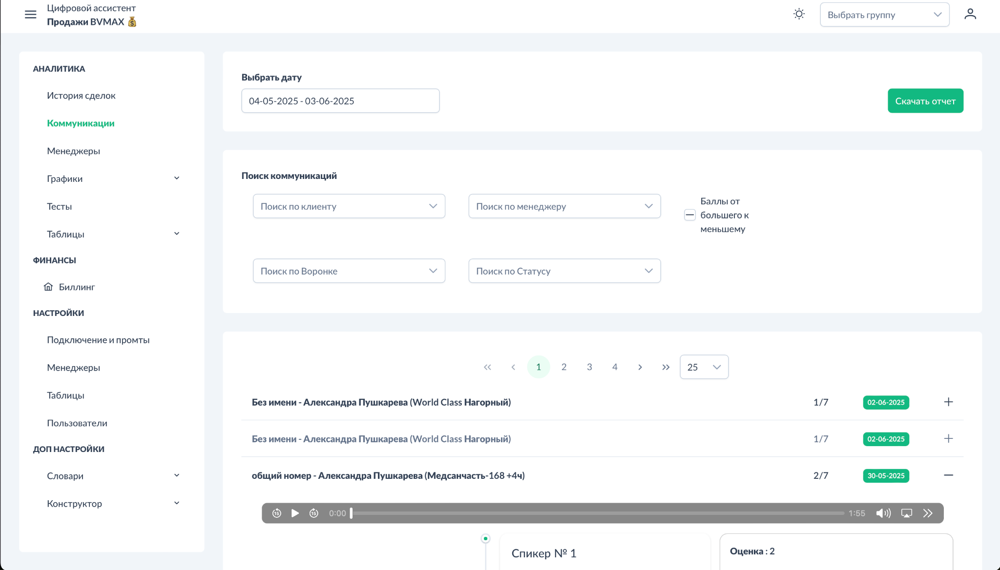 Цифровой ассистент
Продажи BVMAX
Выбрать группу
АНАЛИТИКА
История сделок
Коммуникации
Менеджеры
Графики
Тесты
Таблицы
ФИНАНСЫ
Биллинг
НАСТРОЙКИ
Подключение и промты
Менеджеры
Таблицы
Пользователи
ДОП НАСТРОЙКИ
Словари
Конструктор
Выбрать дату
04-05-2025 - 03-06-2025
Скачать отчет
Поиск коммуникаций
Поиск по клиенту
Поиск по менеджеру
Баллы от
большего к
меньшему
Поиск по Воронке
Поиск по Статусу
1 2 3 4 25
Без имени - Александра Пушкарева (World Class Нагорный) 1/7 02-06-2025
Без имени - Александра Пушкарева (World Class Нагорный) 1/7 02-06-2025
общий номер - Александра Пушкарева (Медсанчасть-168 +4ч) 2/7 30-05-2025
15 15 0:00 1:55
Спикер № 1
Оценка : 2